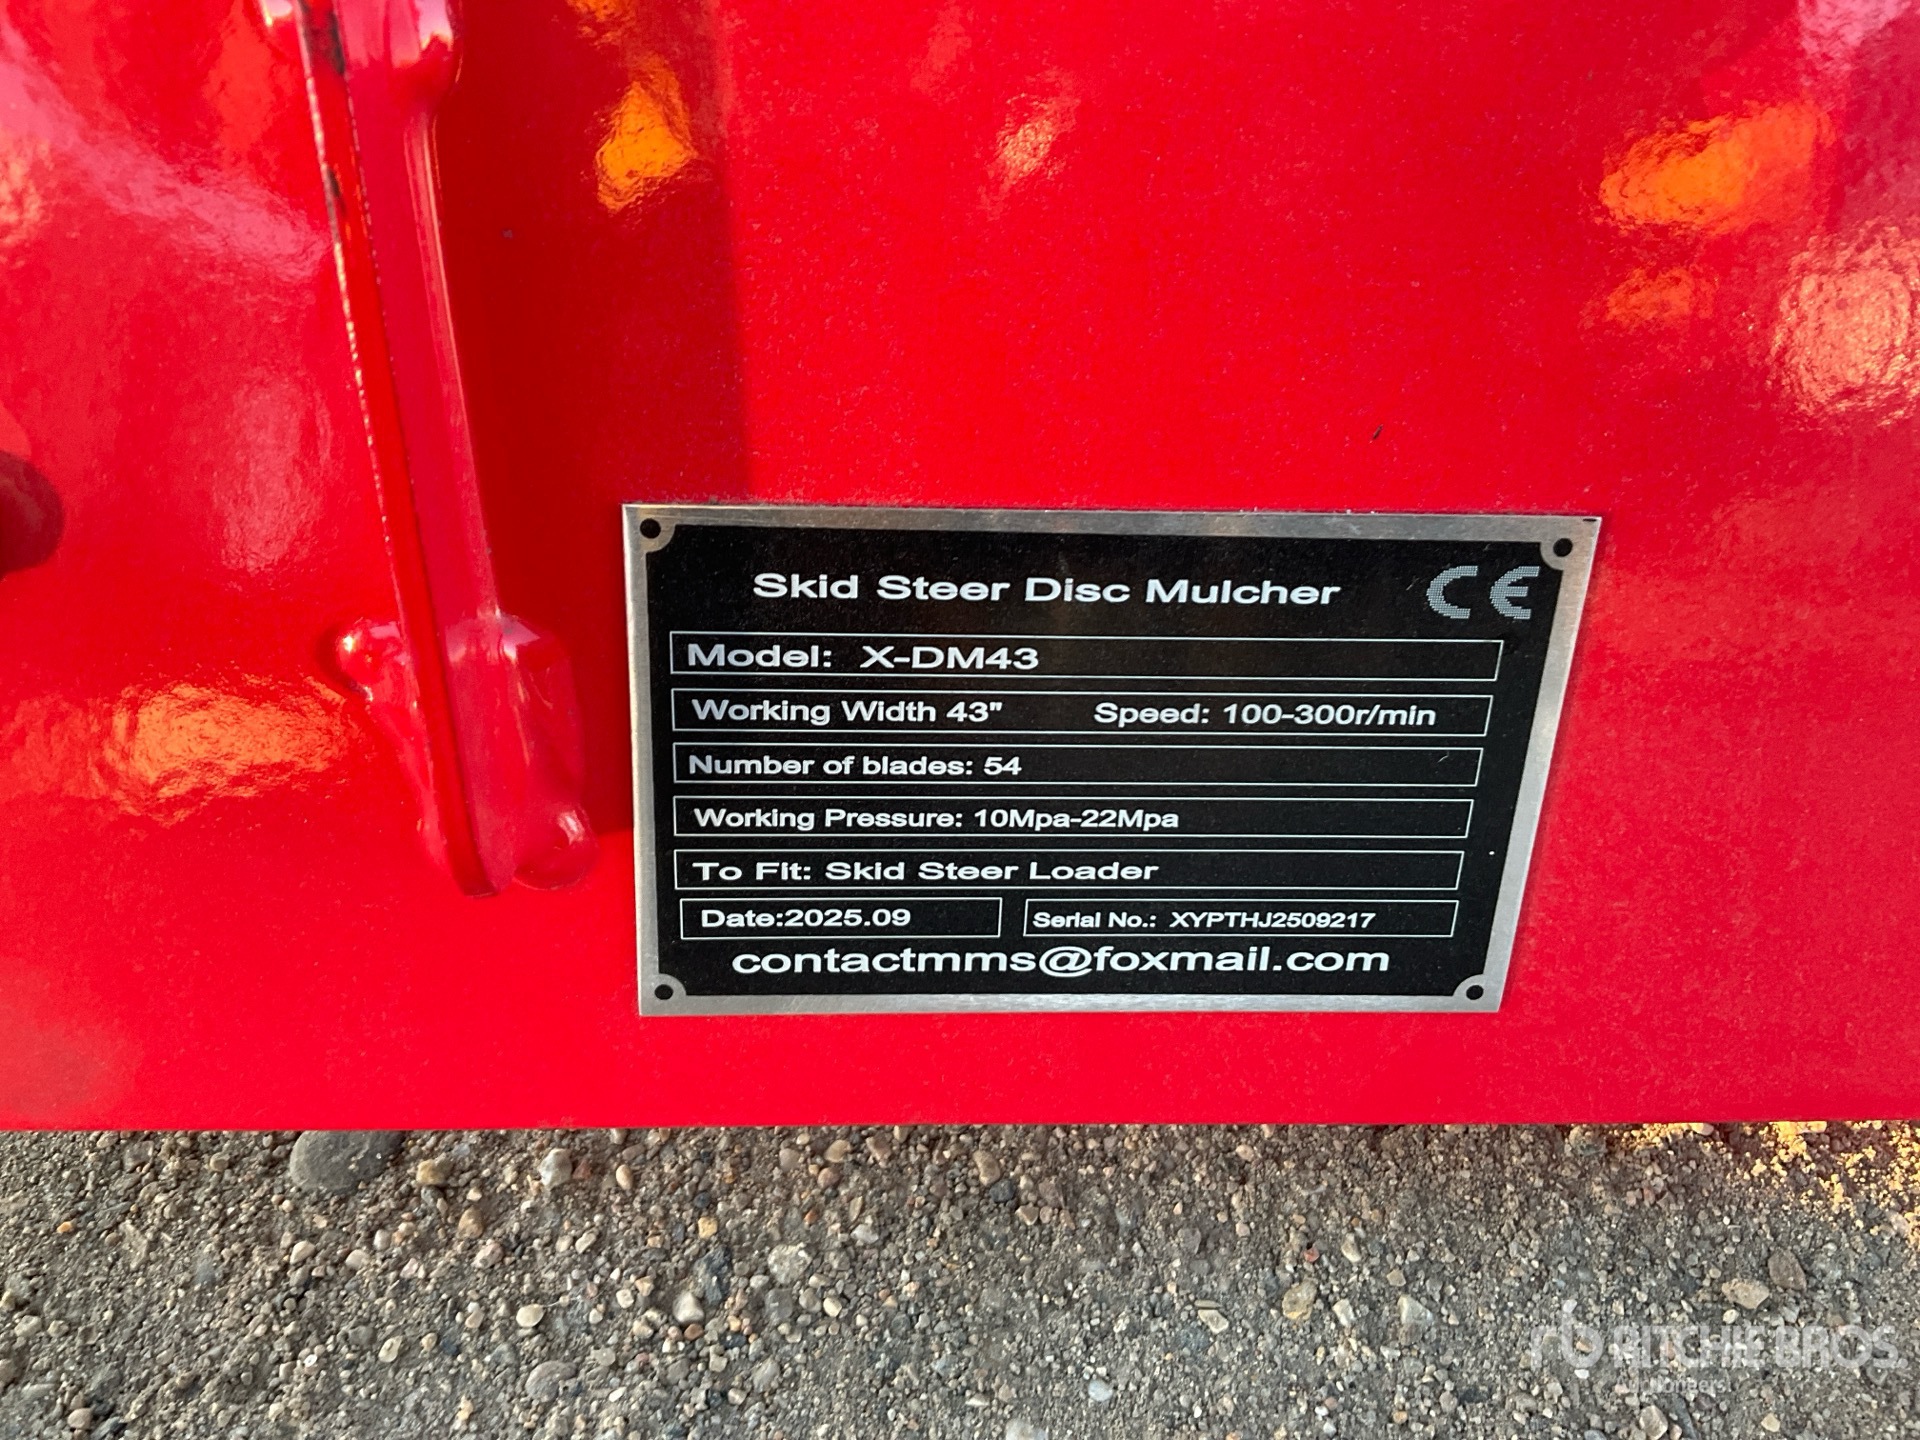 Skid Steer Disc Mulcher CE
Model: X-DM43
Working Width 43" Speed: 100-300r/min
Number of blades: 54
Working Pressure: 10Mpa-22Mpa
To Fit: Skid Steer Loader
Date:2025.09 Serial No.: XYPTHJ2509217
contactmms@foxmail.com
rb RITCHIE BROS.
Auctioneers